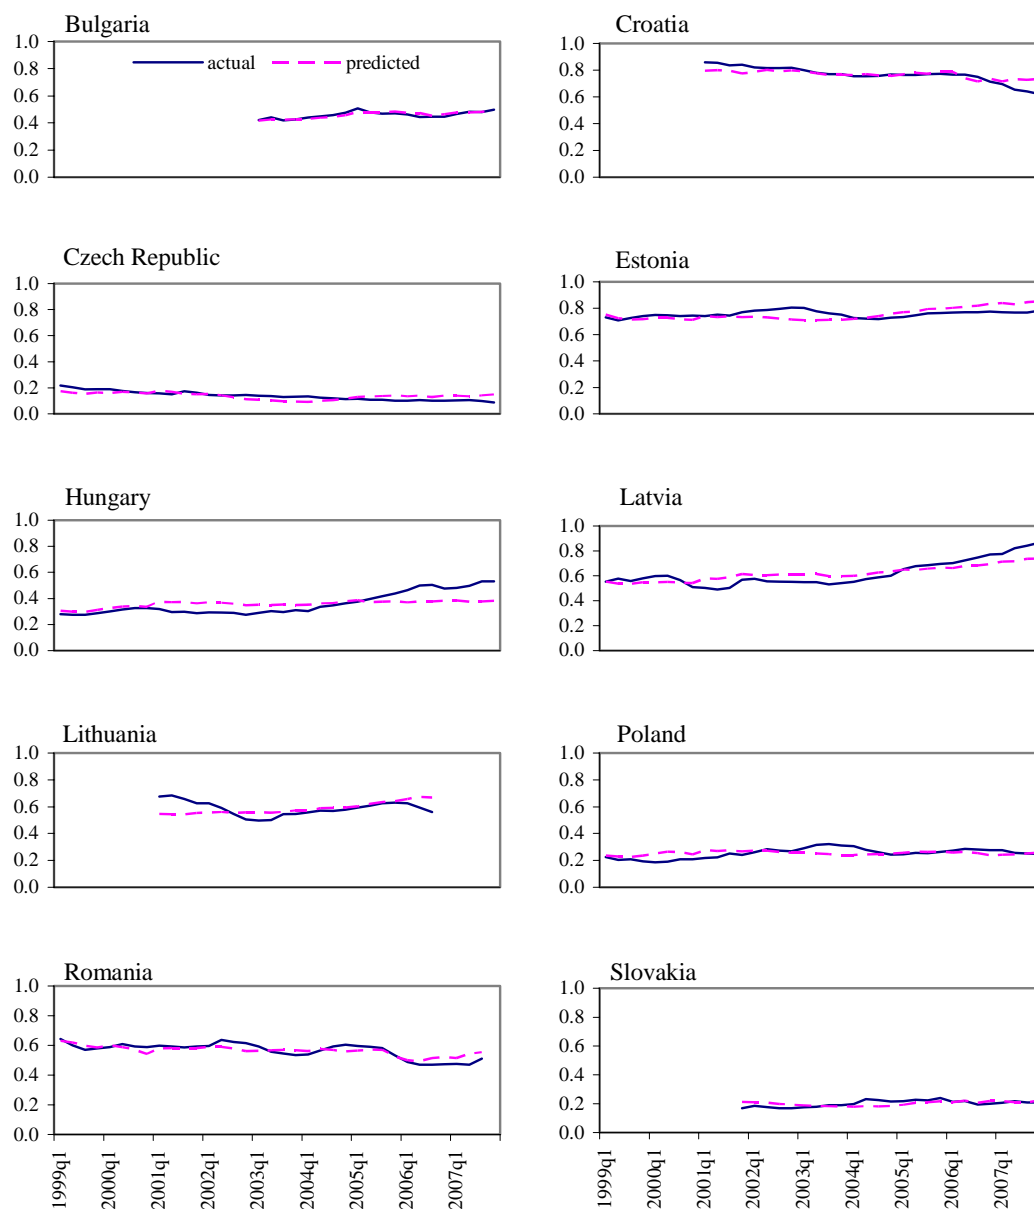 Bulgaria
1.0
0.8
0.6
0.4
0.2
0.0
actual
predicted
Croatia
1.0
0.8
0.6
0.4
0.2
0.0
Czech Republic
1.0
0.8
0.6
0.4
0.2
0.0
Estonia
1.0
0.8
0.6
0.4
0.2
0.0
Hungary
1.0
0.8
0.6
0.4
0.2
0.0
Latvia
1.0
0.8
0.6
0.4
0.2
0.0
Lithuania
1.0
0.8
0.6
0.4
0.2
0.0
Poland
1.0
0.8
0.6
0.4
0.2
0.0
Romania
1.0
0.8
0.6
0.4
0.2
0.0
1999q1
2000q1
2001q1
2002q1
2003q1
2004q1
2005q1
2006q1
2007q1
Slovakia
1.0
0.8
0.6
0.4
0.2
0.0
1999q1
2000q1
2001q1
2002q1
2003q1
2004q1
2005q1
2006q1
2007q1